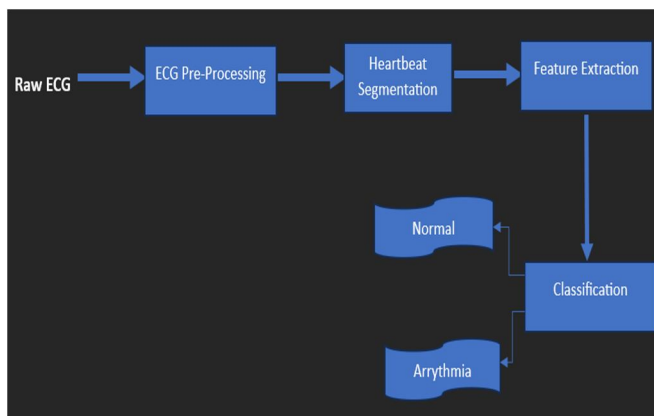 Raw ECG
ECG Pre-Processing
Heartbeat
Segmentation
Feature Extraction
Normal
Classification
Arrythmia